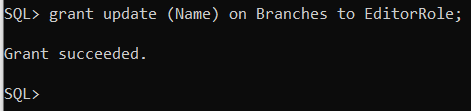 SQL> grant update (Name) on Branches to EditorRole;
Grant succeeded.
SQL>